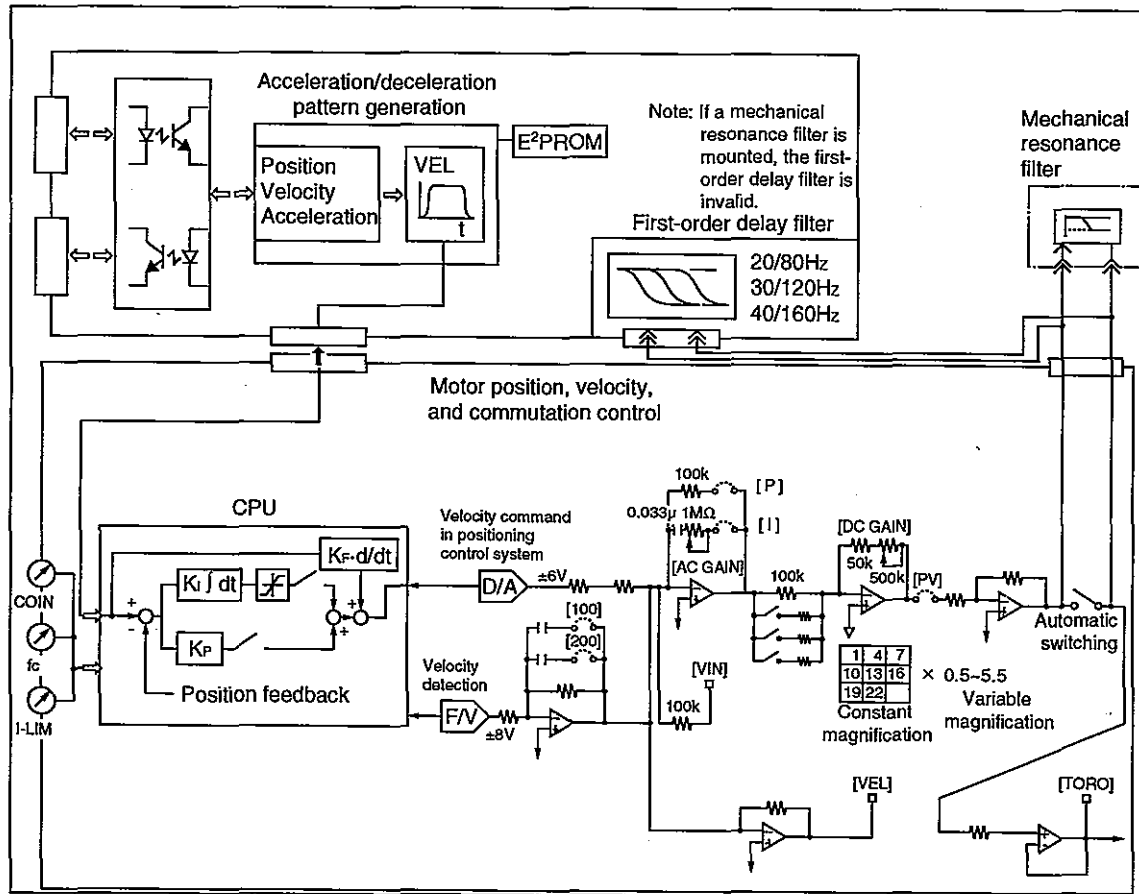 Acceleration/deceleration
pattern generation
Position
Velocity
Acceleration
VEL
t
E²PROM
Note: If a mechanical
resonance filter is
mounted, the first-
order delay filter is
invalid.
First-order delay filter
20/80Hz
30/120Hz
40/160Hz
Mechanical
resonance
filter
Motor position, velocity,
and commutation control
COIN
fc
I-LIM
CPU
K_F·d/dt
K_I ∫ dt
K_P
+
-
-
+
+
+
Position feedback
Velocity command
in positioning
control system
D/A
±6V
Velocity
detection
F/V
±8V
[100]
[200]
100k
[P]
0.033μ 1MΩ
[I]
[AC GAIN]
[VIN]
100k
100k
[DC GAIN]
50k
500k
[PV]
Automatic
switching
1 4 7
10 13 16
19 22
× 0.5~5.5
Constant
magnification
Variable
magnification
[VEL]
[TORO]